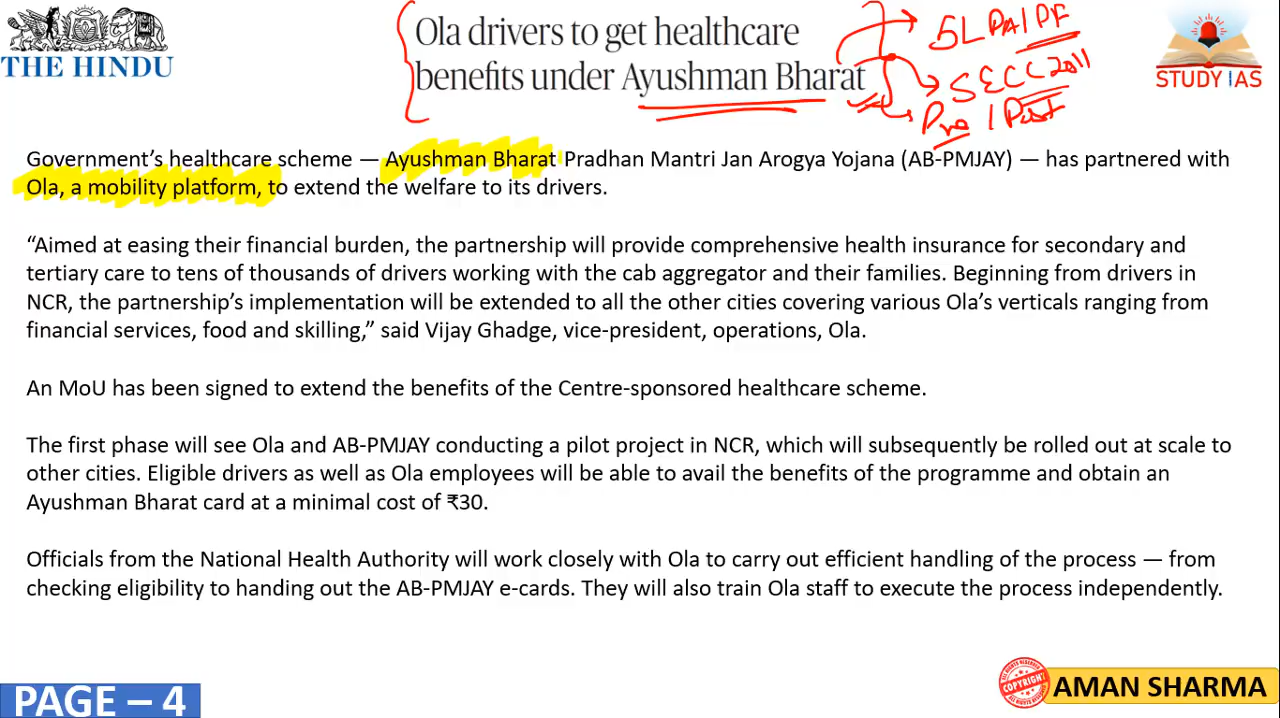 THE HINDU
Ola drivers to get healthcare
benefits under Ayushman Bharat
5L PA/PF
SECC 2011
Pre / Post
STUDY IAS
Government's healthcare scheme — Ayushman Bharat Pradhan Mantri Jan Arogya Yojana (AB-PMJAY) — has partnered with
Ola, a mobility platform, to extend the welfare to its drivers.
“Aimed at easing their financial burden, the partnership will provide comprehensive health insurance for secondary and
tertiary care to tens of thousands of drivers working with the cab aggregator and their families. Beginning from drivers in
NCR, the partnership's implementation will be extended to all the other cities covering various Ola's verticals ranging from
financial services, food and skilling,” said Vijay Ghadge, vice-president, operations, Ola.
An MoU has been signed to extend the benefits of the Centre-sponsored healthcare scheme.
The first phase will see Ola and AB-PMJAY conducting a pilot project in NCR, which will subsequently be rolled out at scale to
other cities. Eligible drivers as well as Ola employees will be able to avail the benefits of the programme and obtain an
Ayushman Bharat card at a minimal cost of ₹30.
Officials from the National Health Authority will work closely with Ola to carry out efficient handling of the process — from
checking eligibility to handing out the AB-PMJAY e-cards. They will also train Ola staff to execute the process independently.
PAGE – 4
COPYRIGHT
AMAN SHARMA